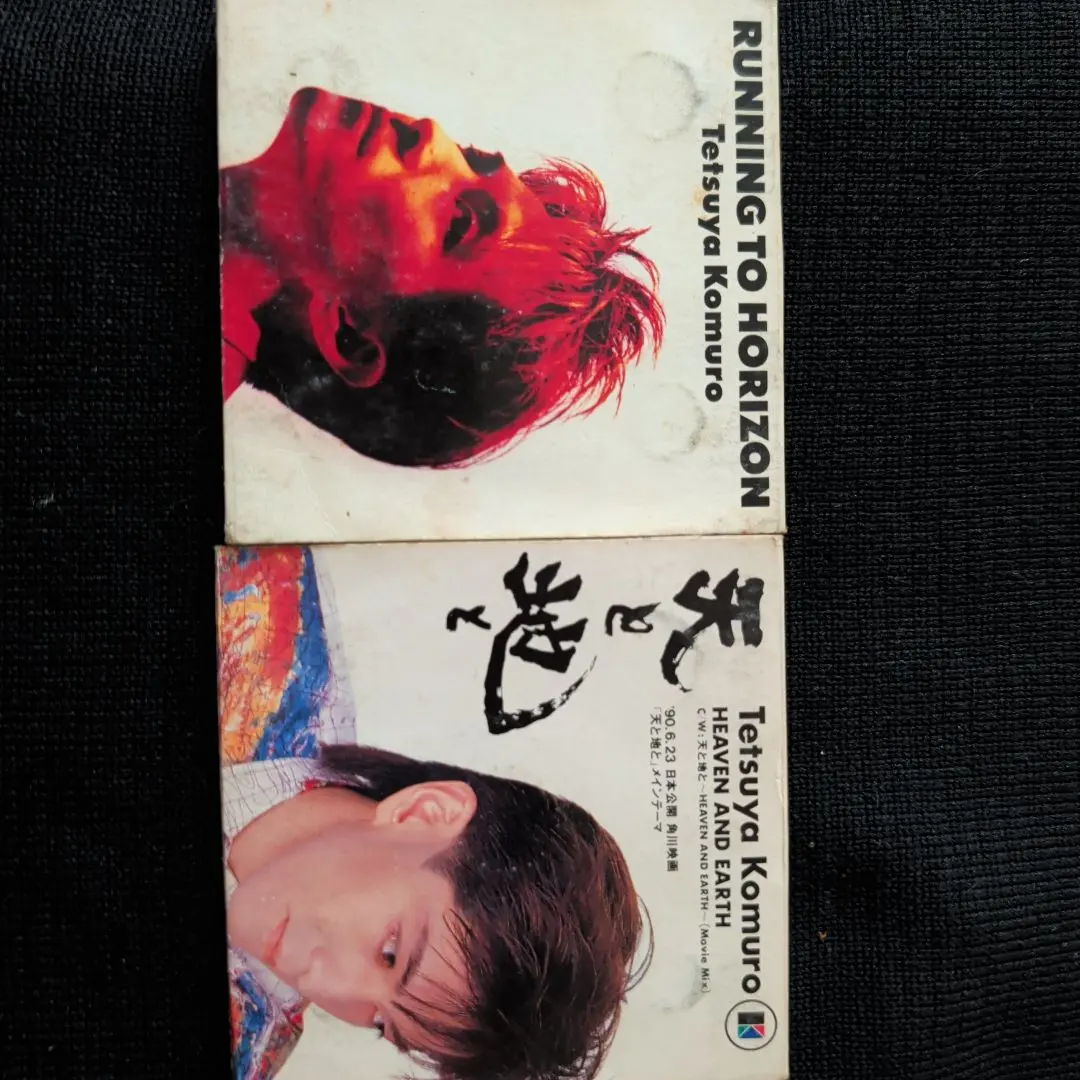 RUNNING TO HORIZON
Tetsuya Komuro
天と地と
Tetsuya Komuro
HEAVEN AND EARTH
C/W:天と地と〜HEAVEN AND EARTH〜(Movie Mix)
'90.6.23 日本公開 角川映画
「天と地と」メインテーマ